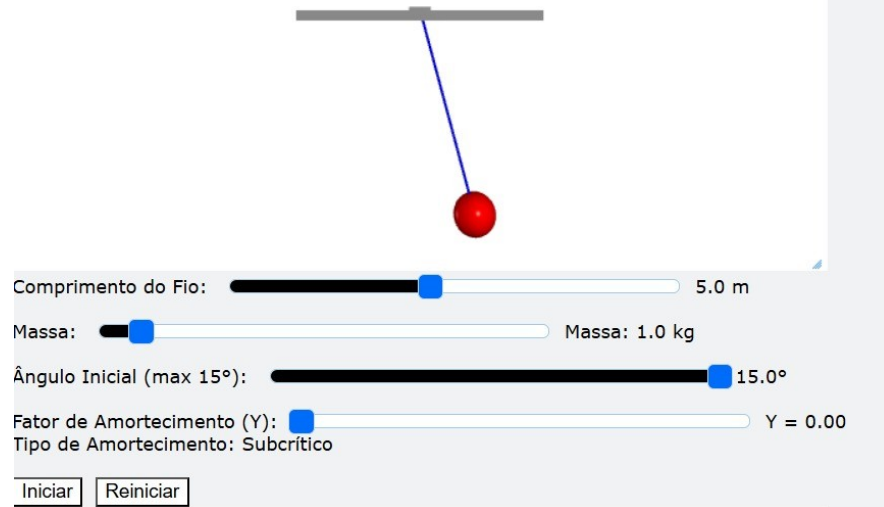 Comprimento do Fio: 5.0 m
Massa: Massa: 1.0 kg
Ângulo Inicial (max 15°): 15.0°
Fator de Amortecimento (Y): Y = 0.00
Tipo de Amortecimento: Subcrítico
Iniciar Reiniciar